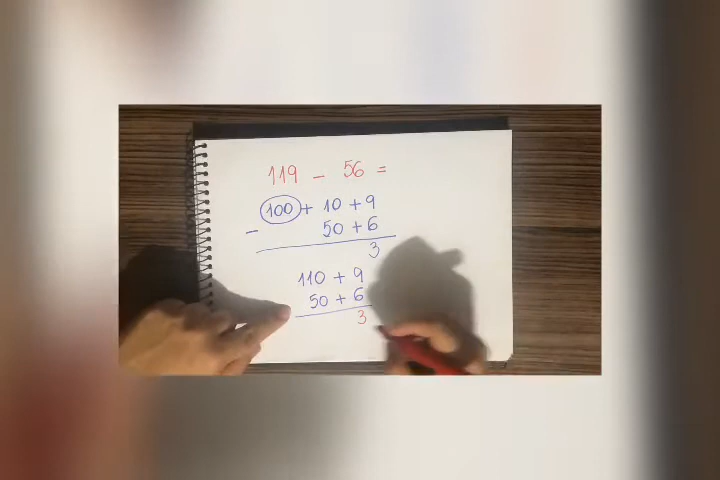 119 - 56 =
100 + 10 + 9
- 50 + 6
3
110 + 9
50 + 6
3